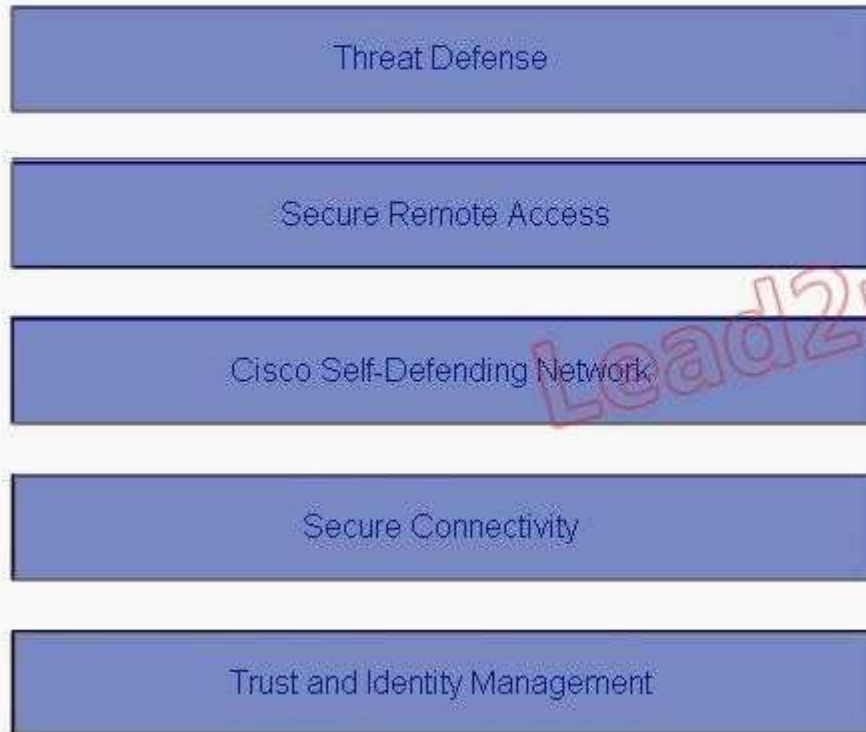 Threat Defense
Secure Remote Access
Cisco Self-Defending Network
Lead2
Secure Connectivity
Trust and Identity Management